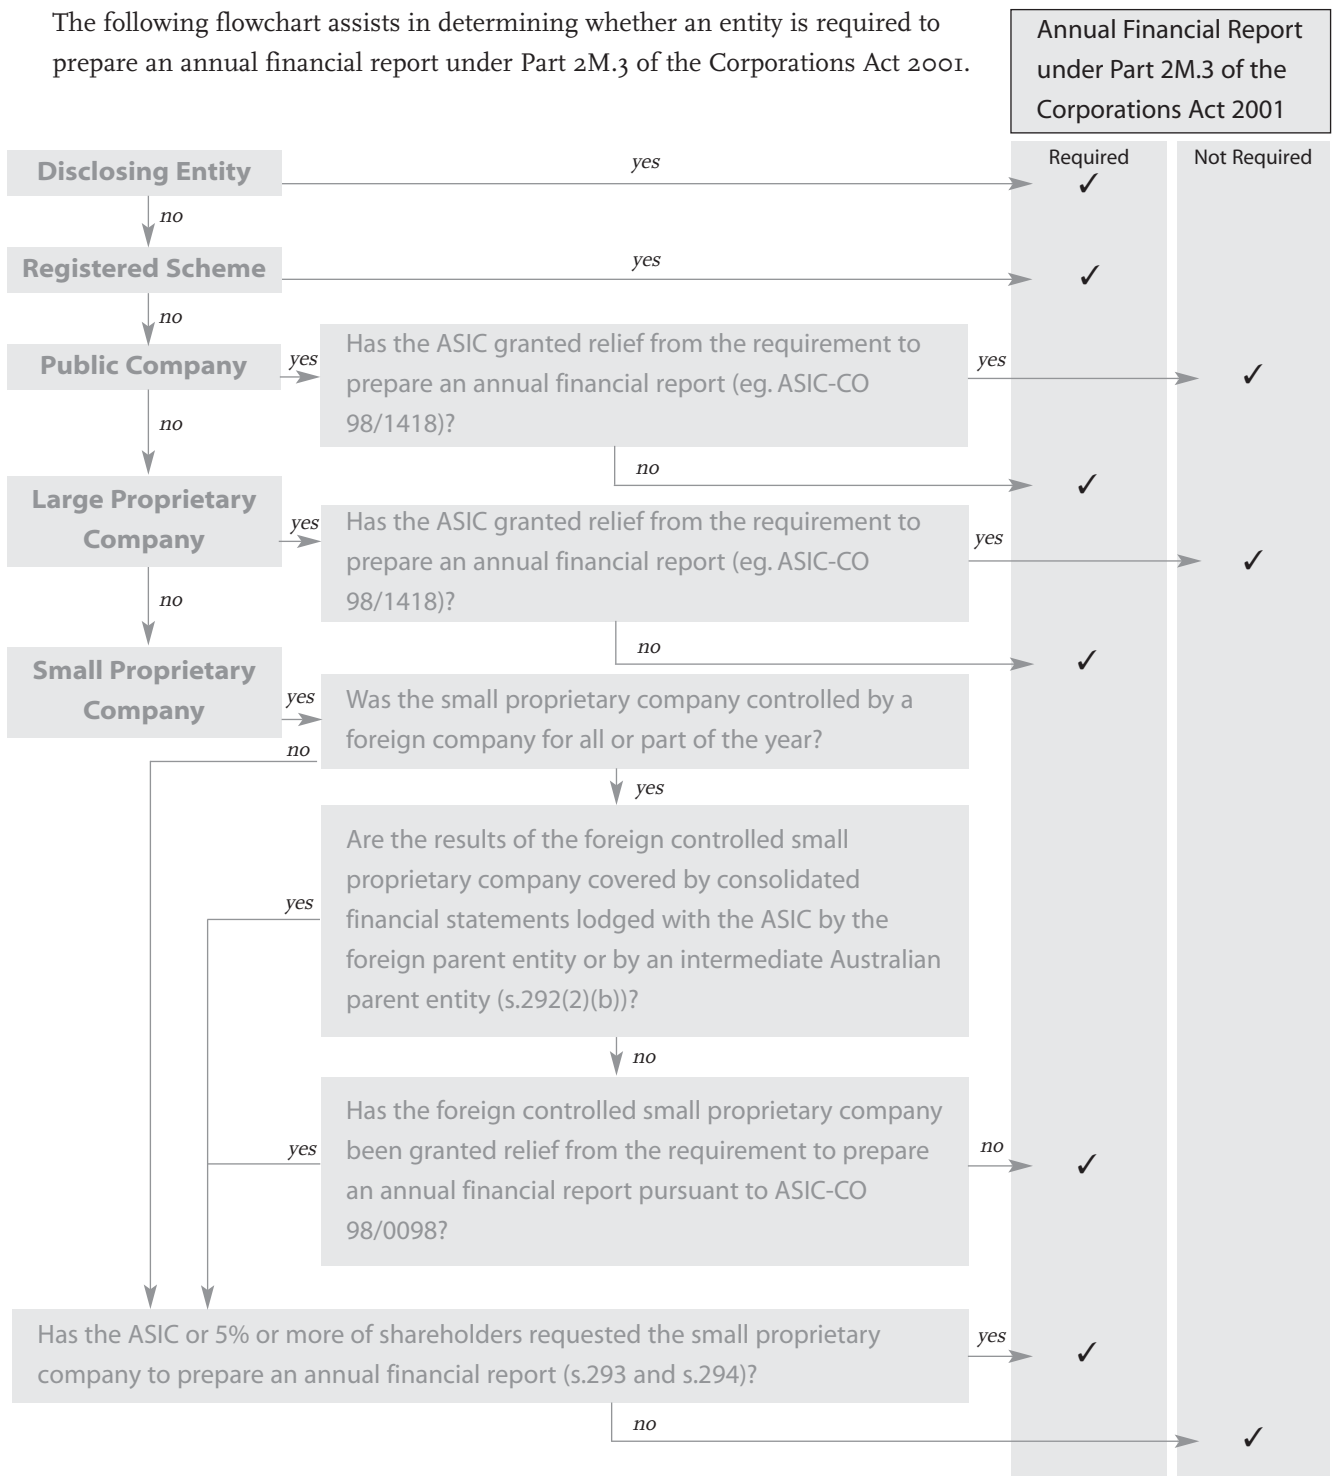 The following flowchart assists in determining whether an entity is required to
prepare an annual financial report under Part 2M.3 of the Corporations Act 2001.
Annual Financial Report
under Part 2M.3 of the
Corporations Act 2001
Required
Not Required
Disclosing Entity
yes
✓
no
Registered Scheme
yes
✓
no
Public Company
yes
Has the ASIC granted relief from the requirement to
prepare an annual financial report (eg. ASIC-CO
98/1418)?
yes
✓
no
✓
no
Large Proprietary
Company
yes
Has the ASIC granted relief from the requirement to
prepare an annual financial report (eg. ASIC-CO
98/1418)?
yes
✓
no
✓
no
Small Proprietary
Company
yes
Was the small proprietary company controlled by a
foreign company for all or part of the year?
no
yes
Are the results of the foreign controlled small
proprietary company covered by consolidated
financial statements lodged with the ASIC by the
foreign parent entity or by an intermediate Australian
parent entity (s.292(2)(b))?
yes
no
Has the foreign controlled small proprietary company
been granted relief from the requirement to prepare
an annual financial report pursuant to ASIC-CO
98/0098?
yes
no
✓
Has the ASIC or 5% or more of shareholders requested the small proprietary
company to prepare an annual financial report (s.293 and s.294)?
yes
✓
no
✓